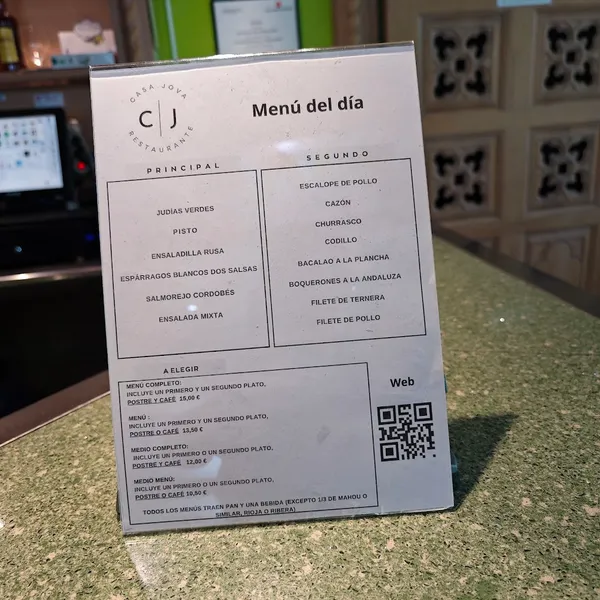 CASA JOVA
C | J
RESTAURANTE
Menú del día
PRINCIPAL
JUDÍAS VERDES
PISTO
ENSALADILLA RUSA
ESPÁRRAGOS BLANCOS DOS SALSAS
SALMOREJO CORDOBÉS
ENSALADA MIXTA
SEGUNDO
ESCALOPE DE POLLO
CAZON
CHURRASCO
CODILLO
BACALAO A LA PLANCHA
BOQUERONES A LA ANDALUZA
FILETE DE TERNERA
FILETE DE POLLO
A ELEGIR
MENÚ COMPLETO:
INCLUYE UN PRIMERO Y UN SEGUNDO PLATO,
POSTRE Y CAFÉ 15,00 €
MENÚ :
INCLUYE UN PRIMERO Y UN SEGUNDO PLATO,
POSTRE O CAFÉ 13,50 €
MEDIO COMPLETO:
INCLUYE UN PRIMERO O UN SEGUNDO PLATO,
POSTRE Y CAFÉ 12,00 €
MEDIO MENÚ:
INCLUYE UN PRIMERO O UN SEGUNDO PLATO,
POSTRE O CAFÉ 10,50 €
TODOS LOS MENÚS TRAEN PAN Y UNA BEBIDA (EXCEPTO 1/3 DE MAHOU O
SIMILAR, RIOJA O RIBERA)
Web